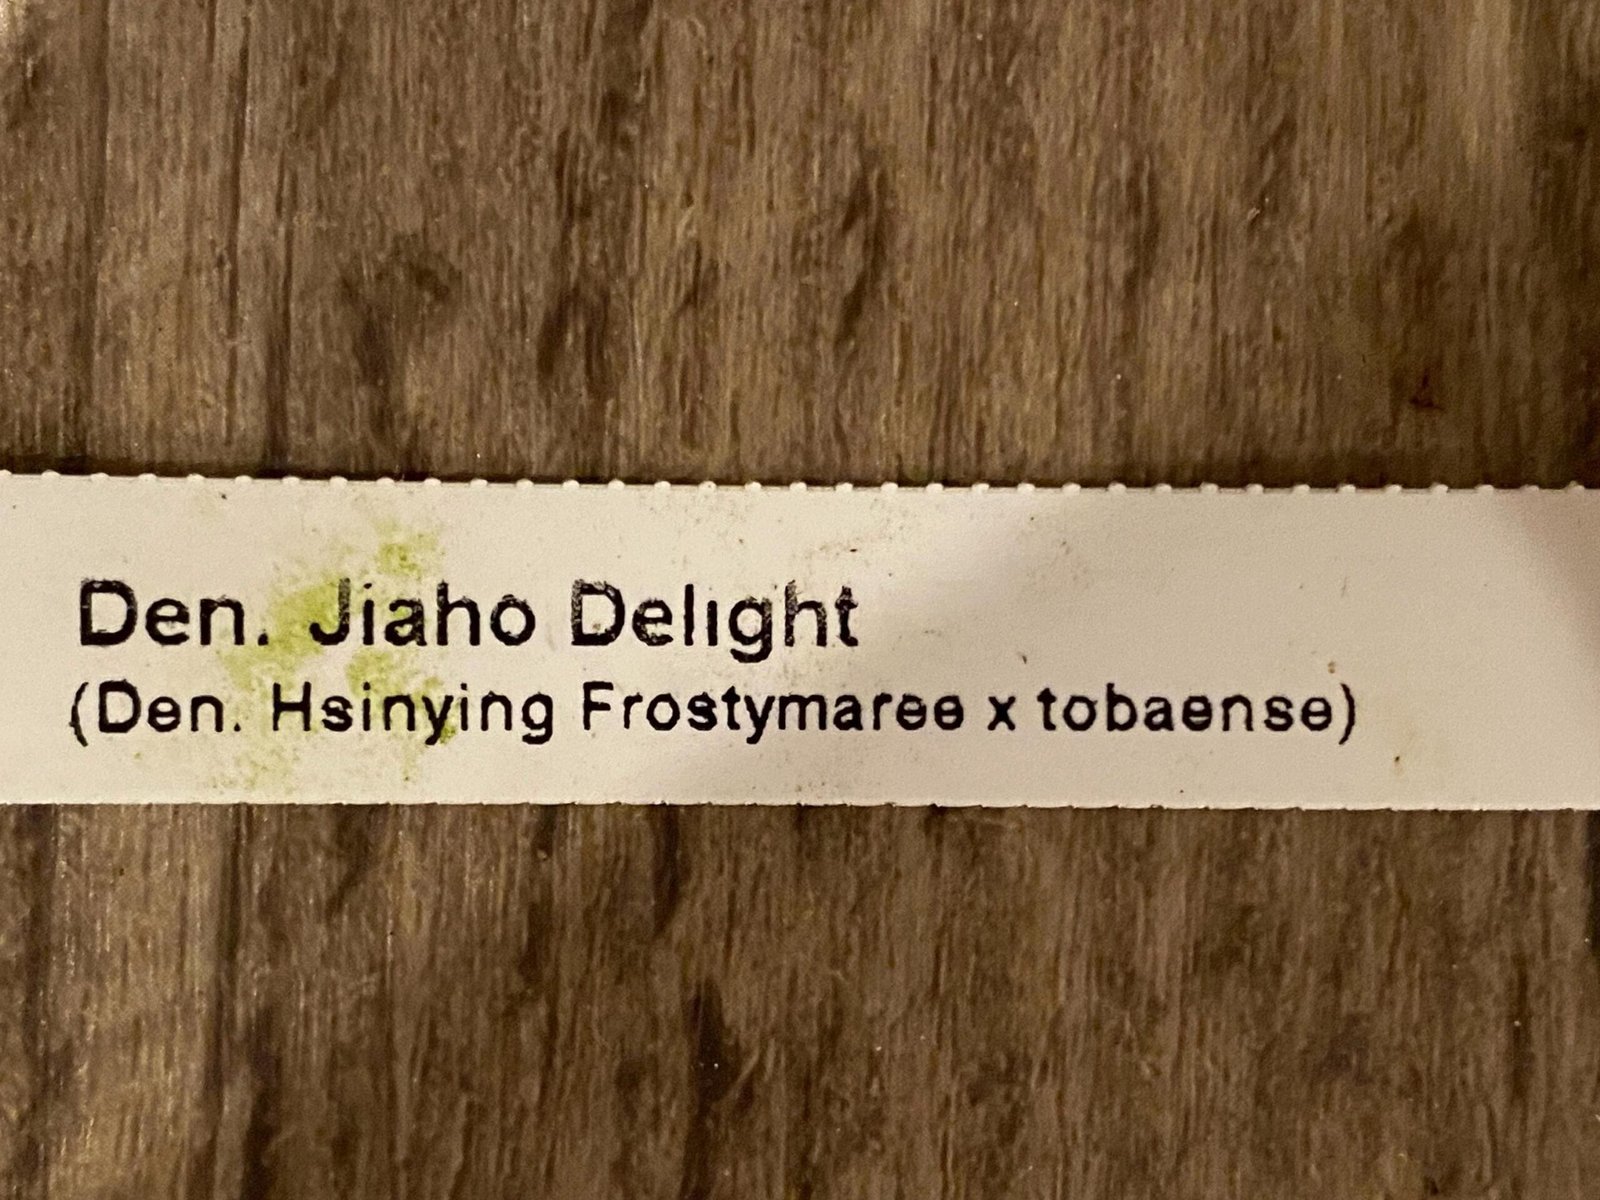 Den. Jiaho Delight
(Den. Hsinying Frostymaree x tobaense)